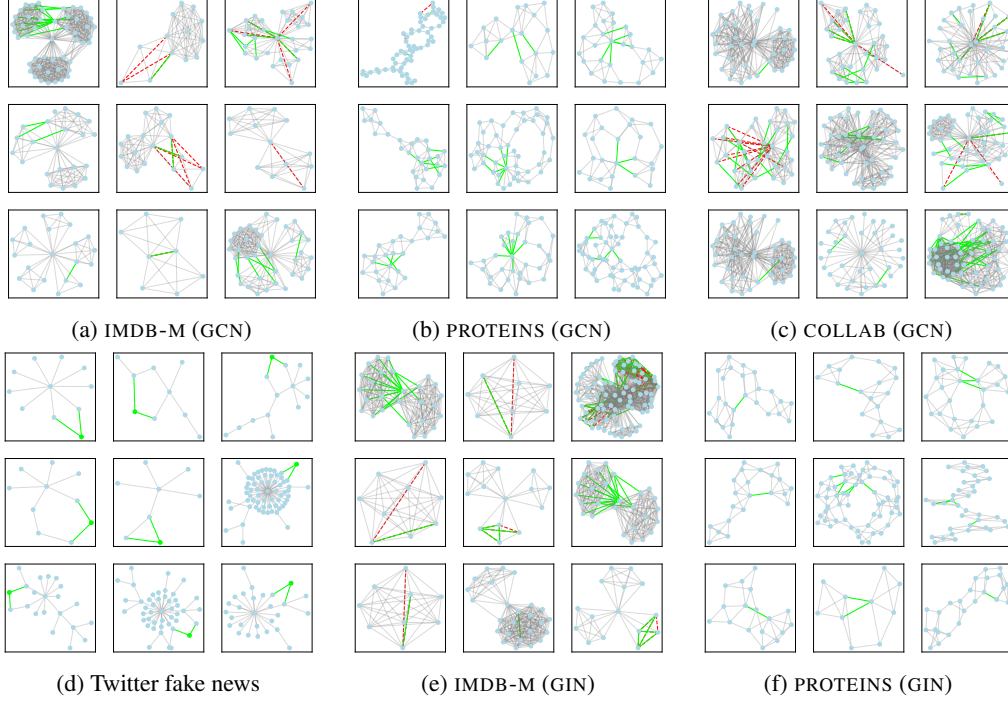 (a) IMDB-M (GCN)
(b) PROTEINS (GCN)
(c) COLLAB (GCN)
(d) Twitter fake news
(e) IMDB-M (GIN)
(f) PROTEINS (GIN)